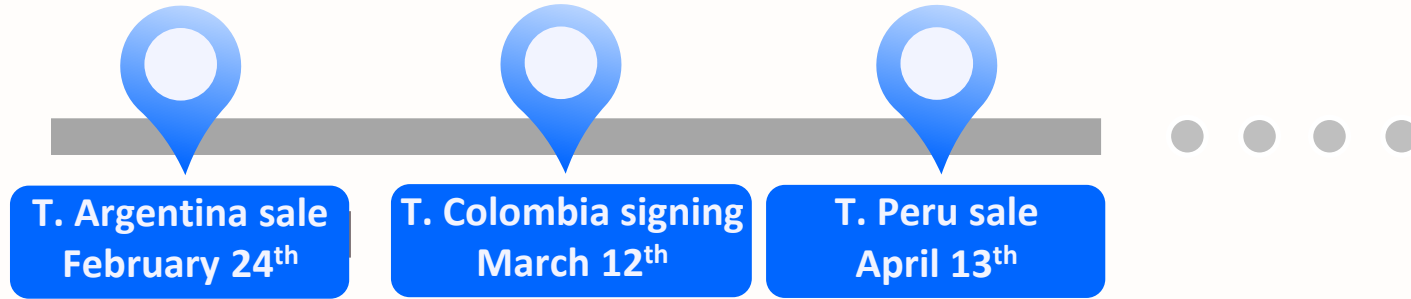 T. Argentina sale
February 24th
T. Colombia signing
March 12th
T. Peru sale
April 13th